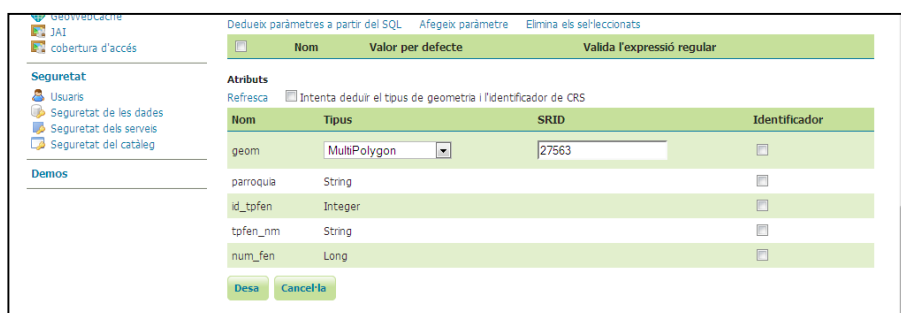 GeoWebCache
JAI
cobertura d'accés
Seguretat
Usuaris
Seguretat de les dades
Seguretat dels serveis
Seguretat del catàleg
Demos
Dedueix paràmetres a partir del SQL Afegeix paràmetre Elimina els sel·leccionats
Nom Valor per defecte Valida l'expressió regular
Atributs
Refresca Intenta deduïr el tipus de geometria i l'identificador de CRS
Nom Tipus SRID Identificador
geom MultiPolygon 27563
parroquia String
id_tpfen Integer
tpfen_nm String
num_fen Long
Desa Cancel·la